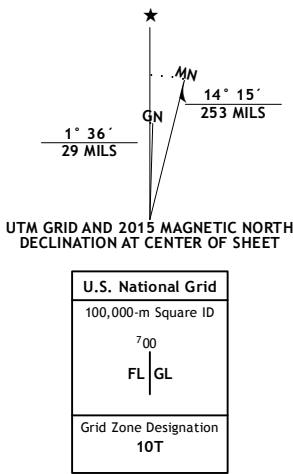 MN
14° 15´
253 MILS
GN
1° 36´
29 MILS
UTM GRID AND 2015 MAGNETIC NORTH
DECLINATION AT CENTER OF SHEET
U.S. National Grid
100,000-m Square ID
⁷00
FL GL
Grid Zone Designation
10T